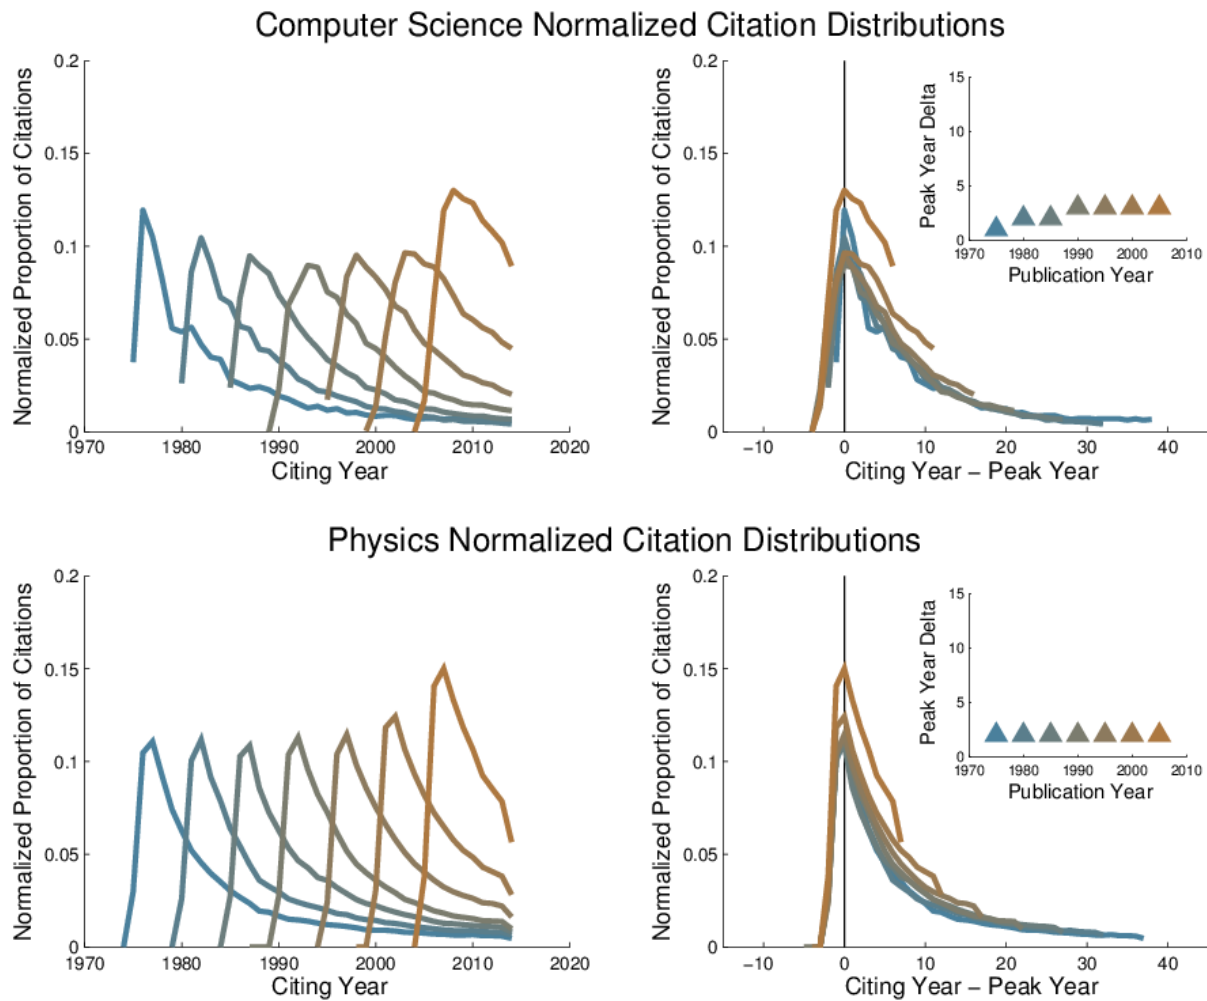 Computer Science Normalized Citation Distributions
Normalized Proportion of Citations
0.2
0.15
0.1
0.05
0
1970 1980 1990 2000 2010 2020
Citing Year
Normalized Proportion of Citations
0.2
0.15
0.1
0.05
0
−10 0 10 20 30 40
Citing Year − Peak Year
Peak Year Delta
15
10
5
0
1970 1980 1990 2000 2010
Publication Year
Physics Normalized Citation Distributions
Normalized Proportion of Citations
0.2
0.15
0.1
0.05
0
1970 1980 1990 2000 2010 2020
Citing Year
Normalized Proportion of Citations
0.2
0.15
0.1
0.05
0
−10 0 10 20 30 40
Citing Year − Peak Year
Peak Year Delta
15
10
5
0
1970 1980 1990 2000 2010
Publication Year